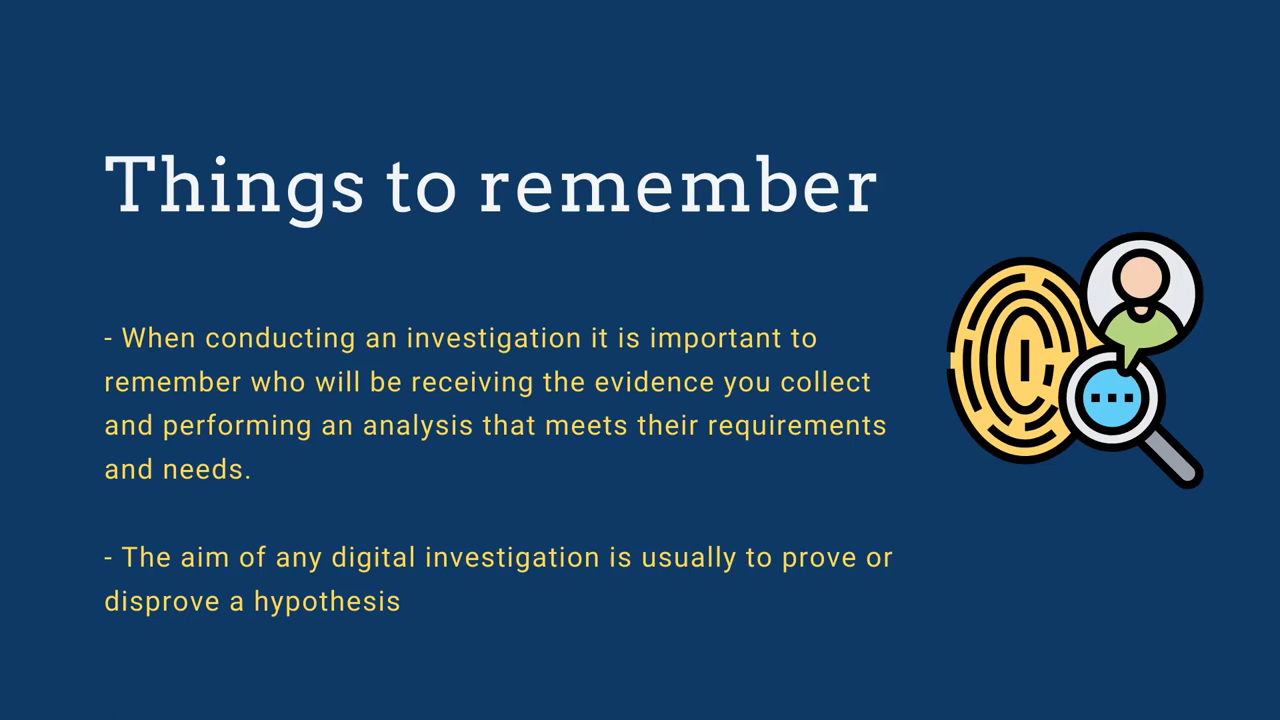 Things to remember
- When conducting an investigation it is important to
remember who will be receiving the evidence you collect
and performing an analysis that meets their requirements
and needs.
- The aim of any digital investigation is usually to prove or
disprove a hypothesis